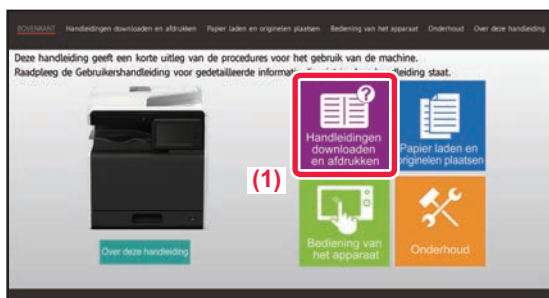 BOVENKANT Handleidingen downloaden en afdrukken Papier laden en originelen plaatsen Bediening van het apparaat Onderhoud Over deze handleiding
Deze handleiding geeft een korte uitleg van de procedures voor het gebruik van de machine.
Raadpleeg de Gebruikershandleiding voor gedetailleerde handleiding staat.
Handleidingen
downloaden
en afdrukken
Papier laden en
originelen plaatsen
(1)
Bediening van
het apparaat
Onderhoud
Over deze handleiding